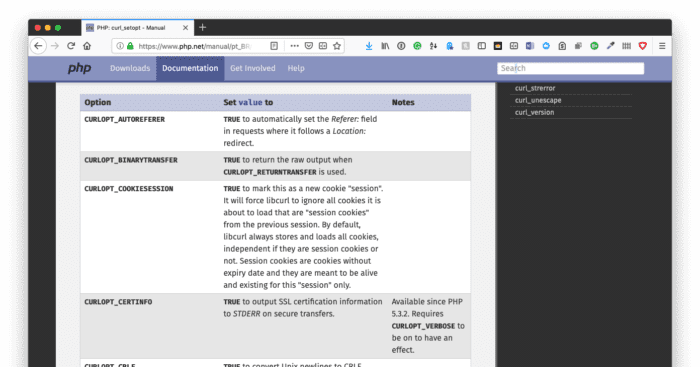 PHP: curl_setopt - Manual
https://www.php.net/manual/pt_BR
php Downloads Documentation Get Involved Help Search
curl_strerror
curl_unescape
curl_version
Option Set value to Notes
CURLOPT_AUTOREFERER TRUE to automatically set the Referer: field
in requests where it follows a Location:
redirect.
CURLOPT_BINARYTRANSFER TRUE to return the raw output when
CURLOPT_RETURNTRANSFER is used.
CURLOPT_COOKIESESSION TRUE to mark this as a new cookie "session".
It will force libcurl to ignore all cookies it is
about to load that are "session cookies"
from the previous session. By default,
libcurl always stores and loads all cookies,
independent if they are session cookies or
not. Session cookies are cookies without
expiry date and they are meant to be alive
and existing for this "session" only.
CURLOPT_CERTINFO TRUE to output SSL certification information Available since PHP
to STDERR on secure transfers. 5.3.2. Requires
CURLOPT_VERBOSE to
be on to have an
effect.
CURLOPT_CRLF TRUE to convert Unix newlines to CRLF